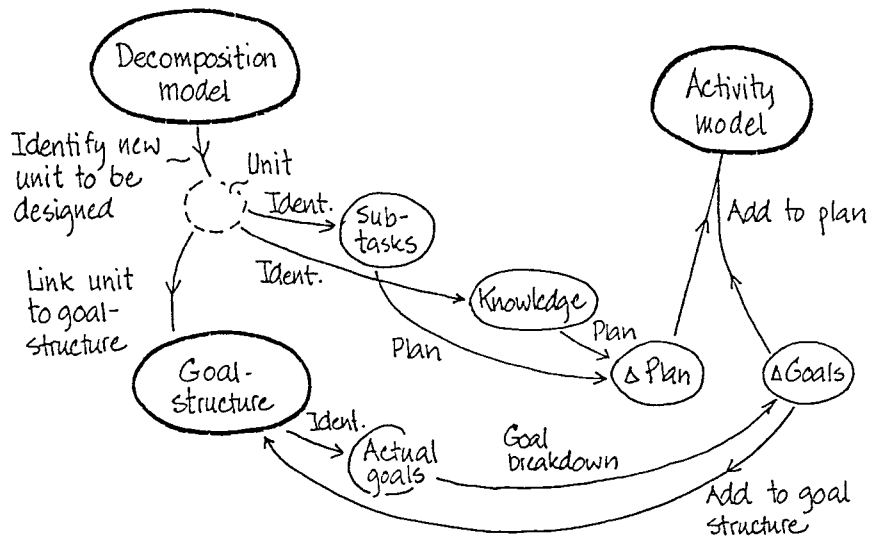 Decomposition
model
Activity
model
Identify new
unit to be
designed
Unit
Ident.
Sub-
tasks
Add to plan
Ident.
Link unit
to goal-
structure
Knowledge
Plan
Plan
Δ Plan
Δ Goals
Goal-
structure
Ident.
Actual
goals
Goal
breakdown
Add to goal
structure